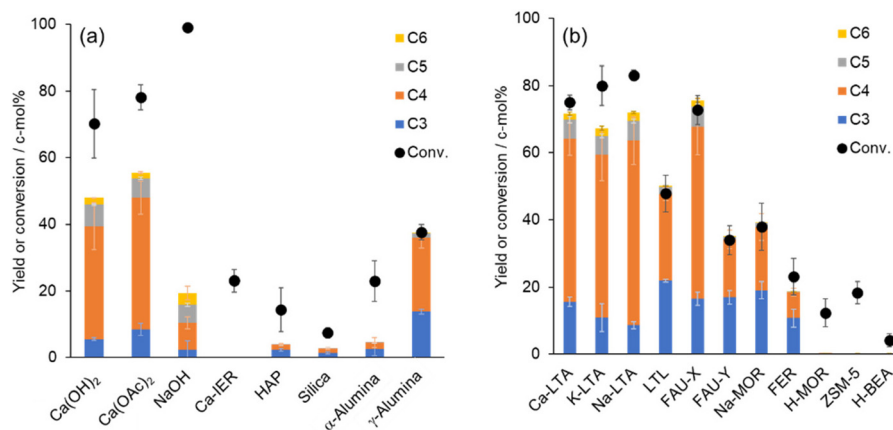 (a)
Yield or conversion / c-mol%
100
80
60
40
20
0
C6
C5
C4
C3
Conv.
Ca(OH)₂
Ca(OAc)₂
NaOH
Ca-IER
HAP
Silica
α-Alumina
γ-Alumina
(b)
Yield or conversion / c-mol%
100
80
60
40
20
0
C6
C5
C4
C3
Conv.
Ca-LTA
K-LTA
Na-LTA
LTL
FAU-X
FAU-Y
Na-MOR
FER
H-MOR
ZSM-5
H-BEA